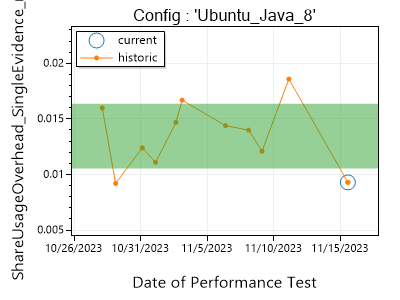 Config : 'Ubuntu_Java_8'
current
historic
0.02
0.015
0.01
0.005
ShareUsageOverhead_SingleEvidence_
10/26/2023
10/31/2023
11/5/2023
11/10/2023
11/15/2023
Date of Performance Test